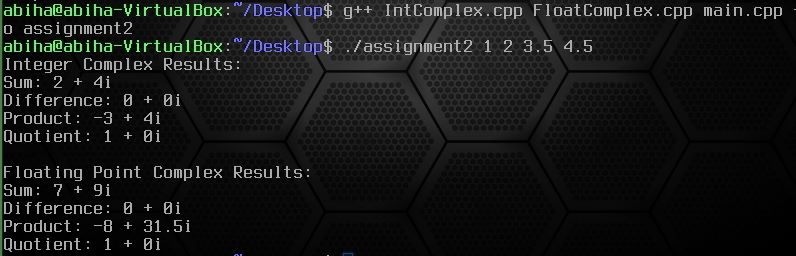 abiha@abiha-VirtualBox:~/Desktop$ g++ IntComplex.cpp FloatComplex.cpp main.cpp -
o assignment2
abiha@abiha-VirtualBox:~/Desktop$ ./assignment2 1 2 3.5 4.5
Integer Complex Results:
Sum: 2 + 4i
Difference: 0 + 0i
Product: -3 + 4i
Quotient: 1 + 0i
Floating Point Complex Results:
Sum: 7 + 9i
Difference: 0 + 0i
Product: -8 + 31.5i
Quotient: 1 + 0i